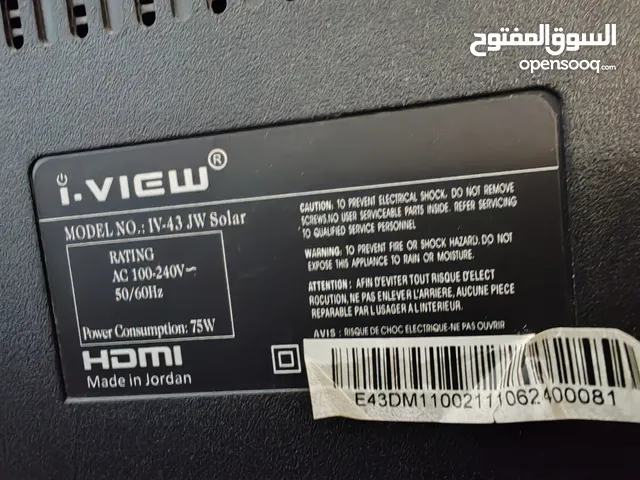 السوق المفتوح
opensooq.com
i.VIEW®
MODEL NO.: IV-43 JW Solar
RATING
AC 100-240V~
50/60Hz
Power Consumption: 75W
HDMI
Made in Jordan
CAUTION: TO PREVENT ELECTRICAL SHOCK, DO NOT REMOVE
SCREWS.NO USER SERVICEABLE PARTS INSIDE. REFER SERVICING
TO QUALIFIED SERVICE PERSONNEL
WARNING: TO PREVENT FIRE OR SHOCK HAZARD. DO NOT
EXPOSE THIS APPLIANCE TO RAIN OR MOISTURE.
ATTENTION: AFIN D'EVITER TOUT RISQUE D'ELECT
ROCUTION, NE PAS ENLEVER L'ARRIERE, AUCUNE PIECE
REPARABLE PAR L USAGER A L'INTERIEUR.
AVIS: RISQUE DE CHOC ELECTRIQUE-NE PAS OUVRIR
E43DM11002111062400081